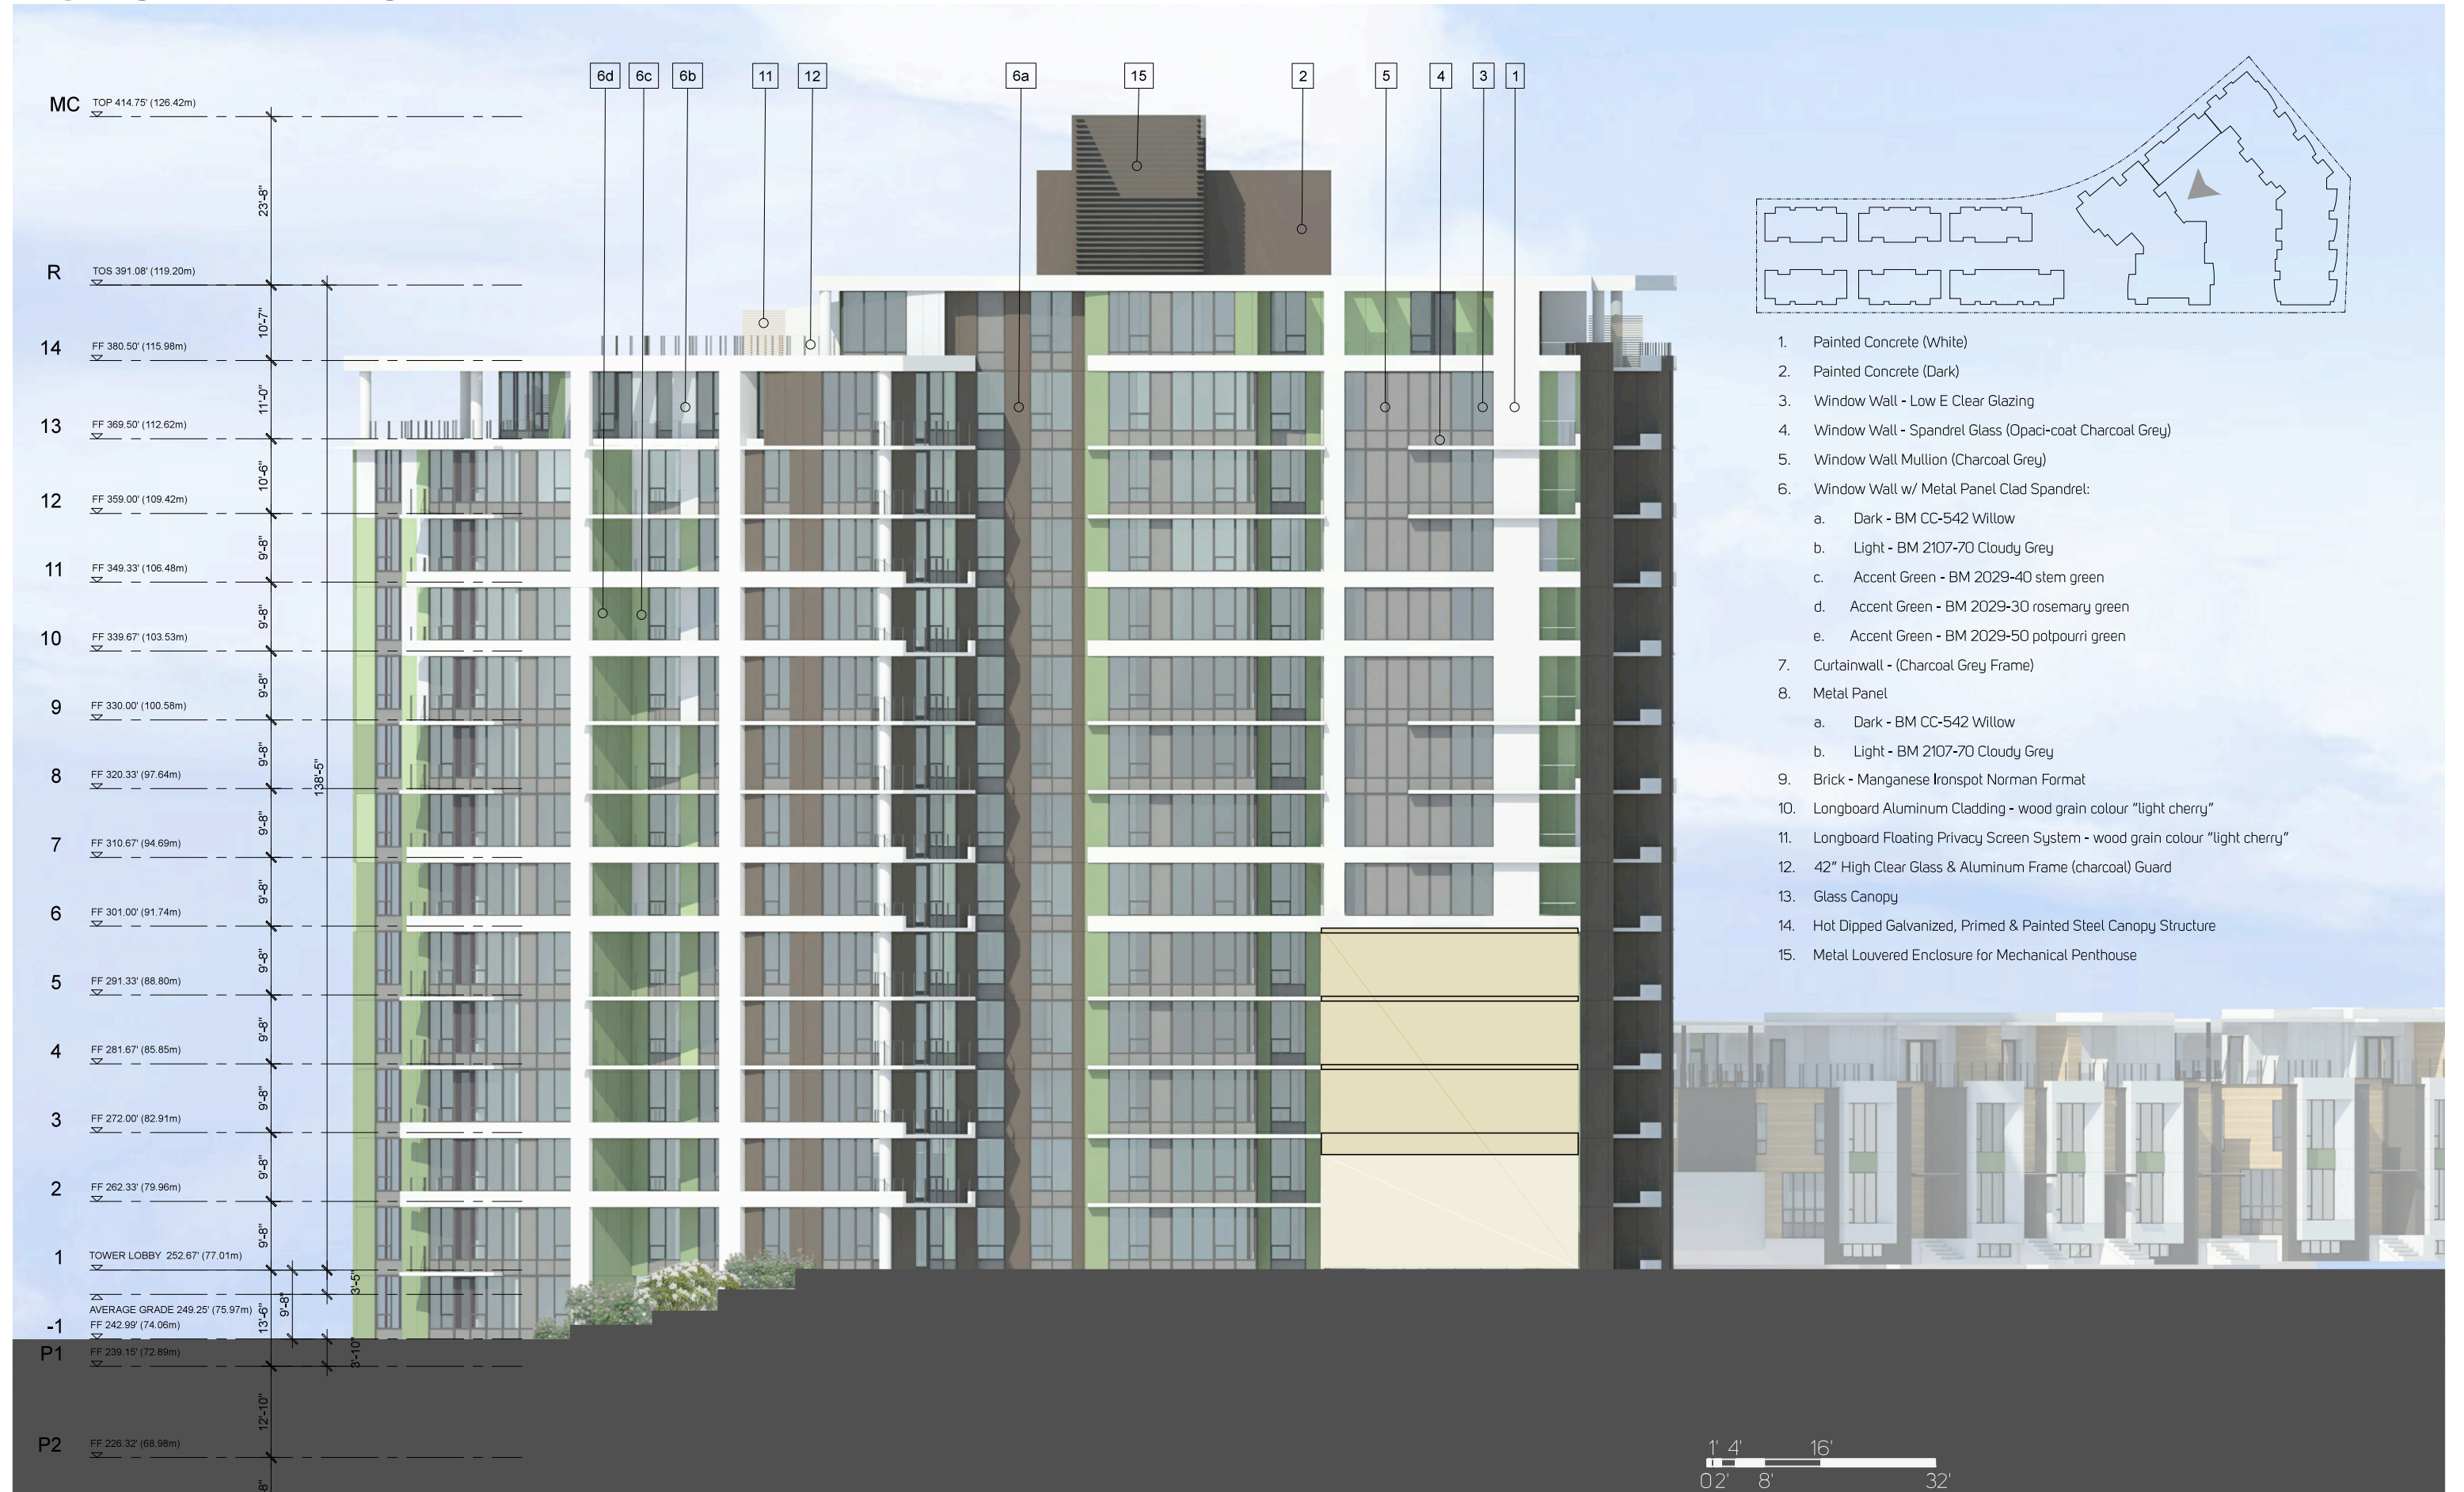 6d 6c 6b 11 12 6a 15 2 5 4 3 1
MC TOP 414.75' (126.42m)
23'-8"
R TOS 391.08' (119.20m)
10'-7"
14 FF 380.50' (115.98m)
11'-0"
13 FF 369.50' (112.62m)
10'-6"
12 FF 359.00' (109.42m)
9'-8"
11 FF 349.33' (106.48m)
9'-8"
10 FF 339.67' (103.53m)
9'-8"
9 FF 330.00' (100.58m)
9'-8"
138'-5"
8 FF 320.33' (97.64m)
9'-8"
7 FF 310.67' (94.69m)
9'-8"
6 FF 301.00' (91.74m)
9'-8"
5 FF 291.33' (88.80m)
9'-8"
4 FF 281.67' (85.85m)
9'-8"
3 FF 272.00' (82.91m)
9'-8"
2 FF 262.33' (79.96m)
9'-8"
1 TOWER LOBBY 252.67' (77.01m)
3'-5"
9'-8"
13'-6"
AVERAGE GRADE 249.25' (75.97m)
-1 FF 242.99' (74.06m)
3'-10"
P1 FF 239.15' (72.89m)
12'-10"
P2 FF 226.32' (68.98m)
1. Painted Concrete (White)
2. Painted Concrete (Dark)
3. Window Wall - Low E Clear Glazing
4. Window Wall - Spandrel Glass (Opaci-coat Charcoal Grey)
5. Window Wall Mullion (Charcoal Grey)
6. Window Wall w/ Metal Panel Clad Spandrel:
a. Dark - BM CC-542 Willow
b. Light - BM 2107-70 Cloudy Grey
c. Accent Green - BM 2029-40 stem green
d. Accent Green - BM 2029-30 rosemary green
e. Accent Green - BM 2029-50 potpourri green
7. Curtainwall - (Charcoal Grey Frame)
8. Metal Panel
a. Dark - BM CC-542 Willow
b. Light - BM 2107-70 Cloudy Grey
9. Brick - Manganese Ironspot Norman Format
10. Longboard Aluminum Cladding - wood grain colour "light cherry"
11. Longboard Floating Privacy Screen System - wood grain colour "light cherry"
12. 42" High Clear Glass & Aluminum Frame (charcoal) Guard
13. Glass Canopy
14. Hot Dipped Galvanized, Primed & Painted Steel Canopy Structure
15. Metal Louvered Enclosure for Mechanical Penthouse
1' 4' 16'
0 2' 8' 32'